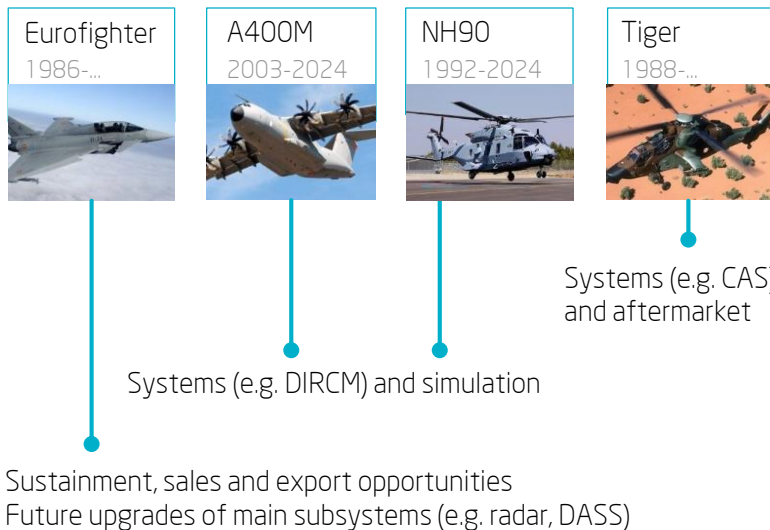 Eurofighter
1986-...
A400M
2003-2024
NH90
1992-2024
Tiger
1988-...
Systems (e.g. CAS)
and aftermarket
Systems (e.g. DIRCM) and simulation
Sustainment, sales and export opportunities
Future upgrades of main subsystems (e.g. radar, DASS)